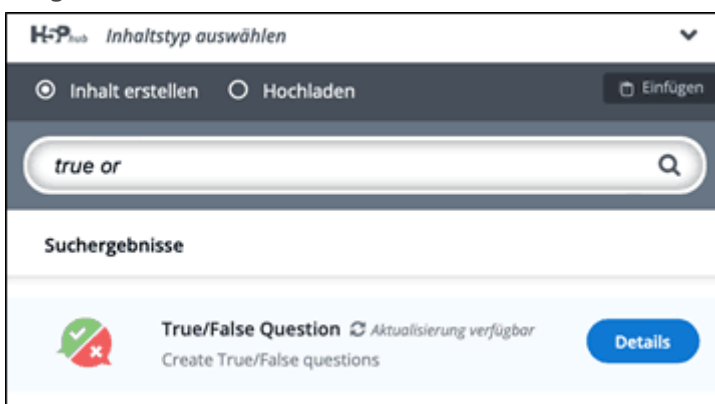 H5Phub Inhaltstyp auswählen
Inhalt erstellen Hochladen Einfügen
true or
Suchergebnisse
True/False Question Aktualisierung verfügbar
Details
Create True/False questions